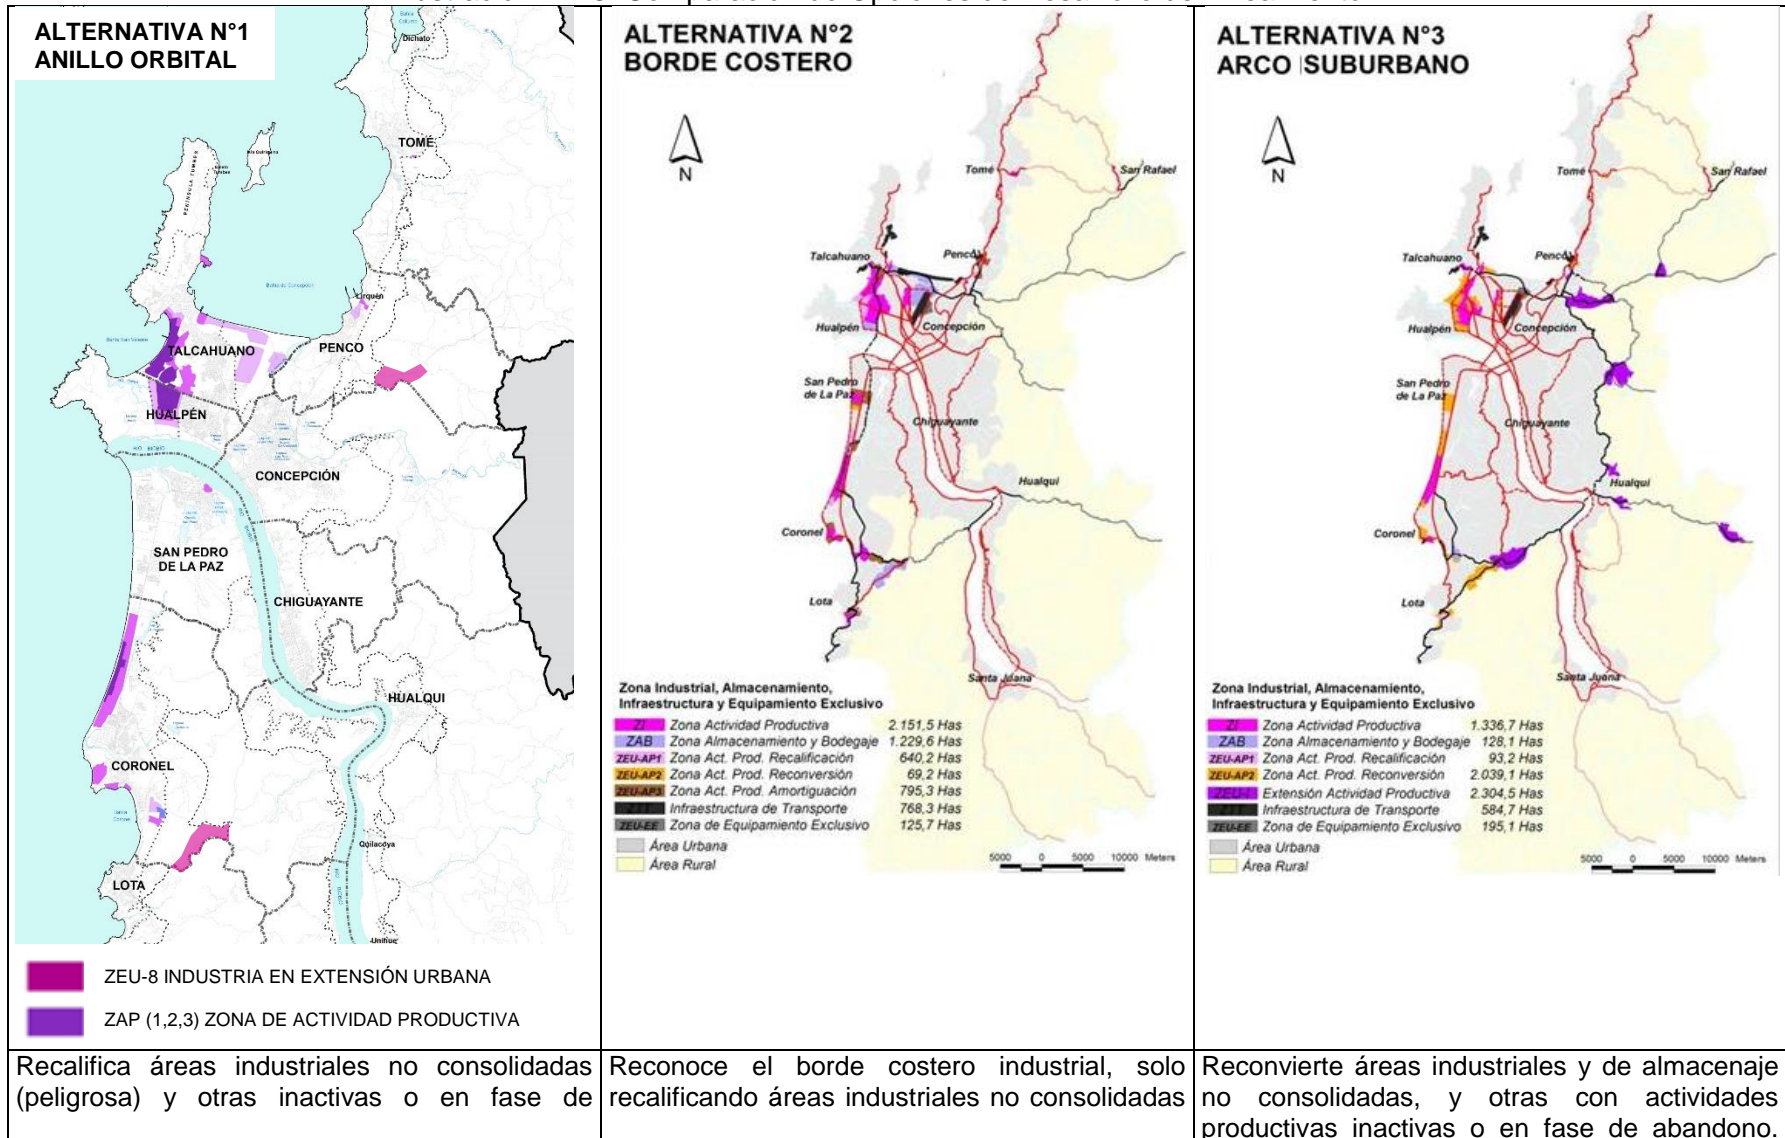 ALTERNATIVA N°1
ANILLO ORBITAL
Dichato
TOMÉ
PENINSULA TUMBES
Bahía de Concepción
Lirquén
TALCAHUANO
PENCO
HUALPÉN
RIO BIOBIO
CONCEPCIÓN
SAN PEDRO
DE LA PAZ
CHIGUAYANTE
HUALQUI
CORONEL
Quilacoya
LOTA
Unihue
ZEU-8 INDUSTRIA EN EXTENSIÓN URBANA
ZAP (1,2,3) ZONA DE ACTIVIDAD PRODUCTIVA
Recalifica áreas industriales no consolidadas
(peligrosa) y otras inactivas o en fase de
ALTERNATIVA N°2
BORDE COSTERO
N
Tomé
San Rafael
Talcahuano
Penco
Hualpén
Concepción
San Pedro
de La Paz
Chiguayante
Hualqui
Coronel
Lota
Santa Juana
Zona Industrial, Almacenamiento,
Infraestructura y Equipamiento Exclusivo
ZI Zona Actividad Productiva 2.151,5 Has
ZAB Zona Almacenamiento y Bodegaje 1.229,6 Has
ZEU-AP1 Zona Act. Prod. Recalificación 640,2 Has
ZEU-AP2 Zona Act. Prod. Reconversión 69,2 Has
ZEU-AP3 Zona Act. Prod. Amortiguación 795,3 Has
Infraestructura de Transporte 768,3 Has
ZEU-EE Zona de Equipamiento Exclusivo 125,7 Has
Área Urbana
Área Rural
5000 0 5000 10000 Meters
Reconoce el borde costero industrial, solo
recalificando áreas industriales no consolidadas
ALTERNATIVA N°3
ARCO SUBURBANO
N
Tomé
San Rafael
Talcahuano
Penco
Hualpén
Concepción
San Pedro
de La Paz
Chiguayante
Hualqui
Coronel
Lota
Santa Juana
Zona Industrial, Almacenamiento,
Infraestructura y Equipamiento Exclusivo
ZI Zona Actividad Productiva 1.336,7 Has
ZAB Zona Almacenamiento y Bodegaje 128,1 Has
ZEU-AP1 Zona Act. Prod. Recalificación 93,2 Has
ZEU-AP2 Zona Act. Prod. Reconversión 2.039,1 Has
ZEU-I Extensión Actividad Productiva 2.304,5 Has
Infraestructura de Transporte 584,7 Has
ZEU-EE Zona de Equipamiento Exclusivo 195,1 Has
Área Urbana
Área Rural
5000 0 5000 10000 Meters
Reconvierte áreas industriales y de almacenaje
no consolidadas, y otras con actividades
productivas inactivas o en fase de abandono.